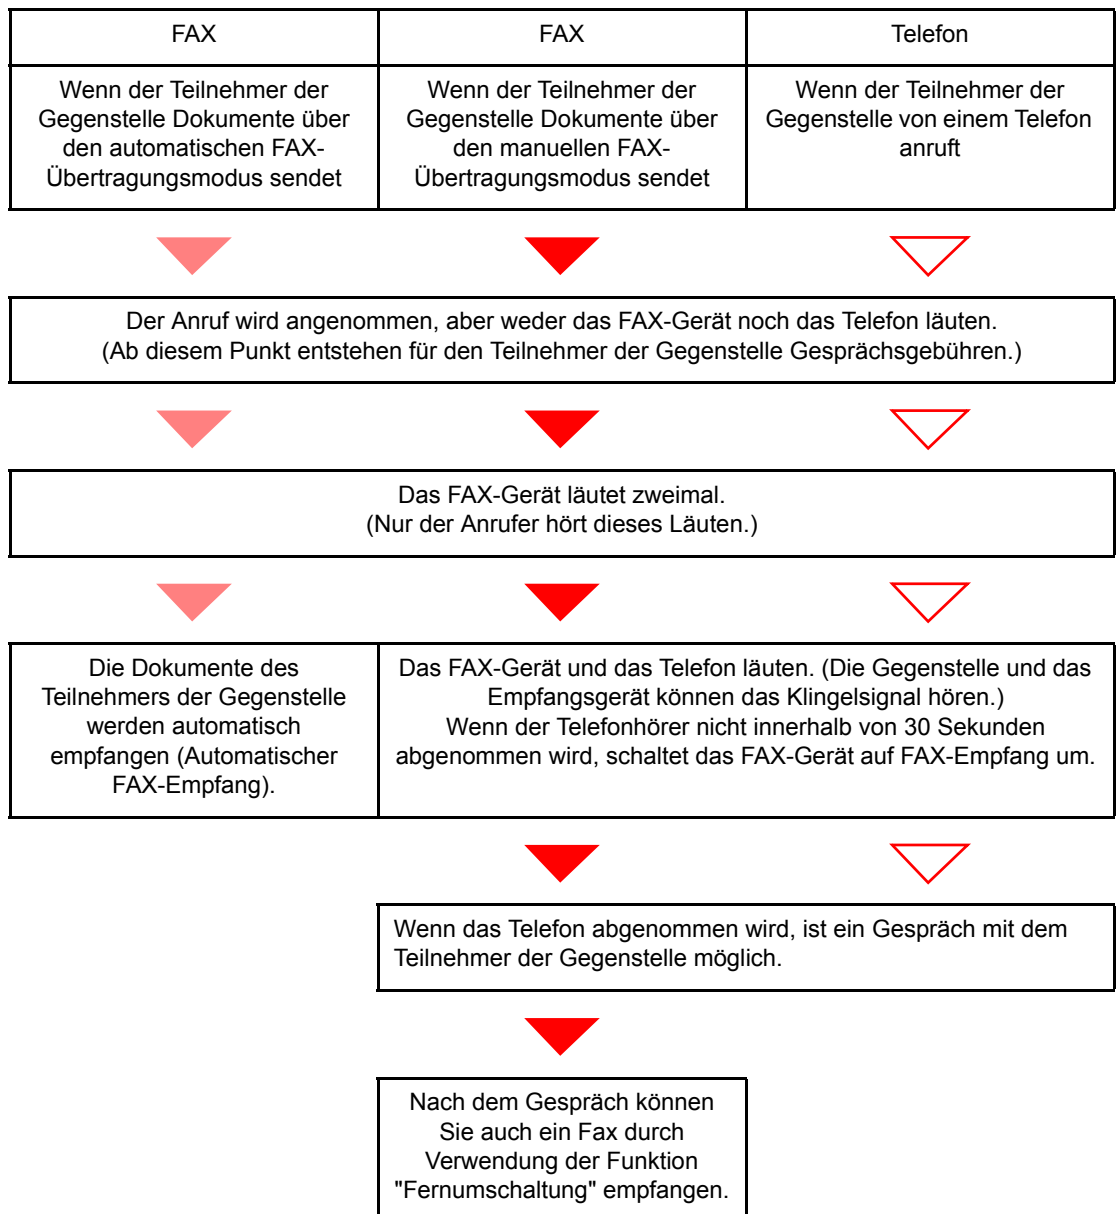 FAX
FAX
Telefon
Wenn der Teilnehmer der
Gegenstelle Dokumente über
den automatischen FAX-
Übertragungsmodus sendet
Wenn der Teilnehmer der
Gegenstelle Dokumente über
den manuellen FAX-
Übertragungsmodus sendet
Wenn der Teilnehmer der
Gegenstelle von einem Telefon
anruft
Der Anruf wird angenommen, aber weder das FAX-Gerät noch das Telefon läuten.
(Ab diesem Punkt entstehen für den Teilnehmer der Gegenstelle Gesprächsgebühren.)
Das FAX-Gerät läutet zweimal.
(Nur der Anrufer hört dieses Läuten.)
Die Dokumente des
Teilnehmers der Gegenstelle
werden automatisch
empfangen (Automatischer
FAX-Empfang).
Das FAX-Gerät und das Telefon läuten. (Die Gegenstelle und das
Empfangsgerät können das Klingelsignal hören.)
Wenn der Telefonhörer nicht innerhalb von 30 Sekunden
abgenommen wird, schaltet das FAX-Gerät auf FAX-Empfang um.
Wenn das Telefon abgenommen wird, ist ein Gespräch mit dem
Teilnehmer der Gegenstelle möglich.
Nach dem Gespräch können
Sie auch ein Fax durch
Verwendung der Funktion
"Fernumschaltung" empfangen.